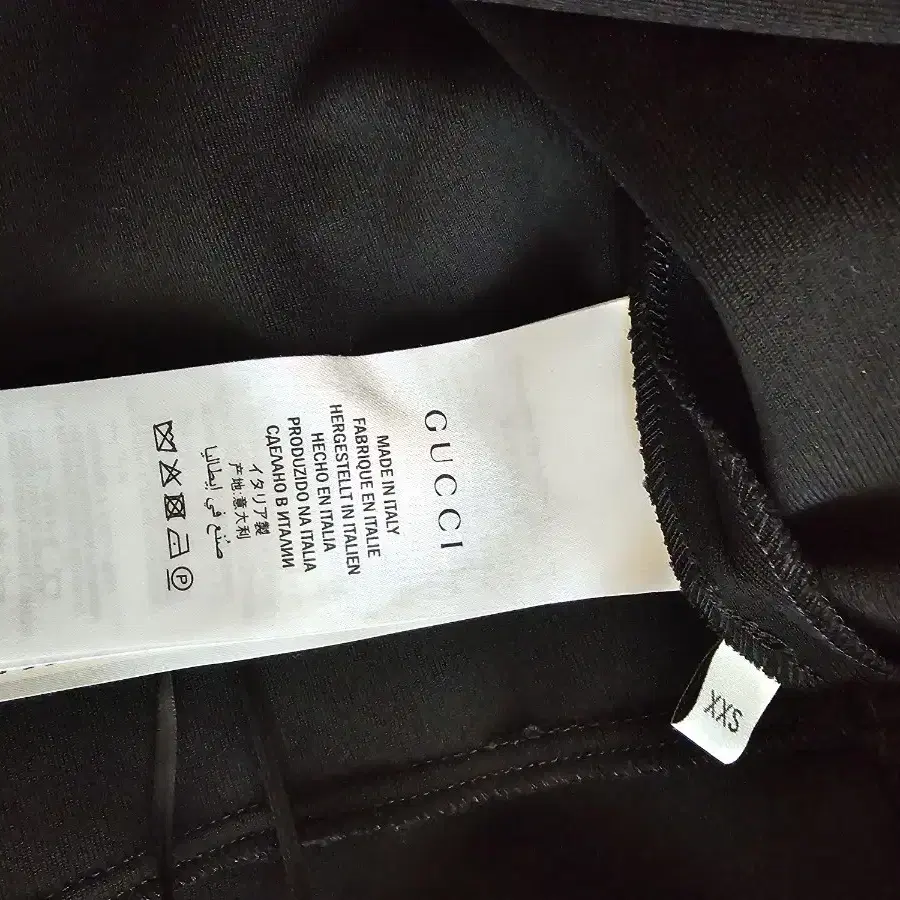 GUCCI
MADE IN ITALY
FABRIQUE EN ITALIE
HERGESTELLT IN ITALIEN
HECHO EN ITALIA
PRODUZIDO NA ITALIA
СДЕЛАНО В ИТАЛИИ
イタリア製
产地:意大利
صُنّع في إيطاليا
P
XXS